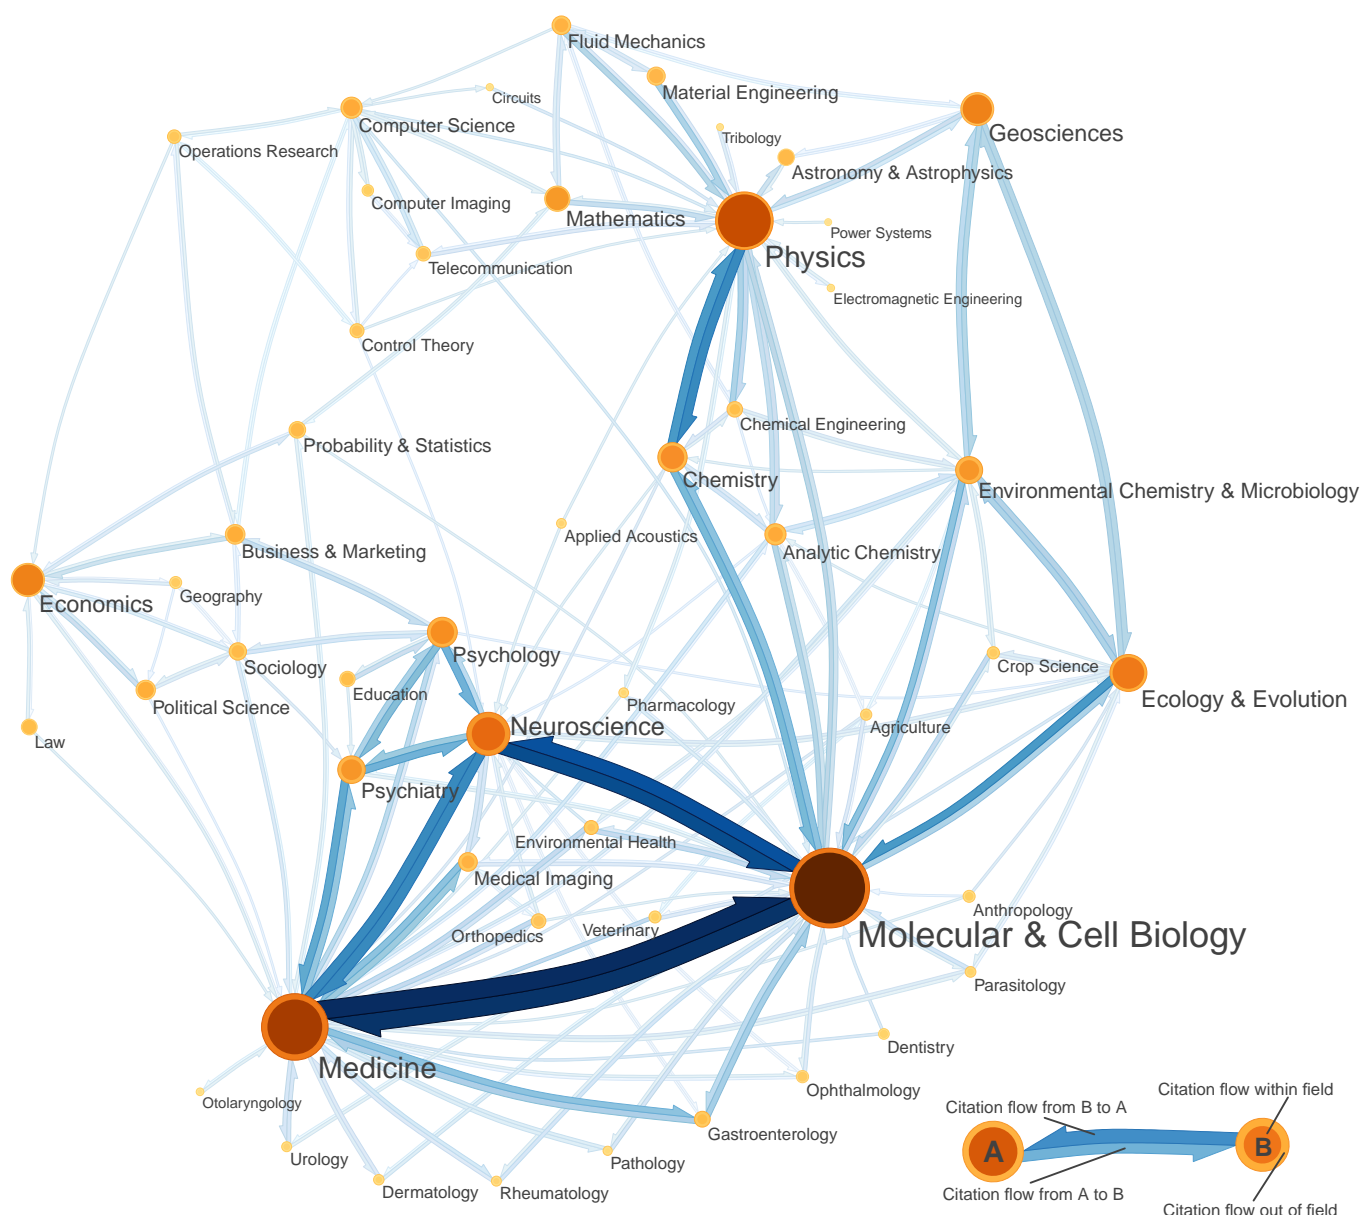 Fluid Mechanics
Material Engineering
Circuits
Computer Science
Geosciences
Tribology
Operations Research
Astronomy & Astrophysics
Computer Imaging
Mathematics
Power Systems
Physics
Telecommunication
Electromagnetic Engineering
Control Theory
Chemical Engineering
Probability & Statistics
Chemistry
Environmental Chemistry & Microbiology
Applied Acoustics
Business & Marketing
Analytic Chemistry
Geography
Economics
Psychology
Sociology
Crop Science
Education
Ecology & Evolution
Political Science
Pharmacology
Neuroscience
Agriculture
Law
Psychiatry
Environmental Health
Medical Imaging
Anthropology
Orthopedics
Veterinary
Molecular & Cell Biology
Parasitology
Dentistry
Medicine
Ophthalmology
Otolaryngology
Gastroenterology
Urology
Pathology
Dermatology
Rheumatology
Citation flow within field
Citation flow from B to A
A
B
Citation flow from A to B
Citation flow out of field